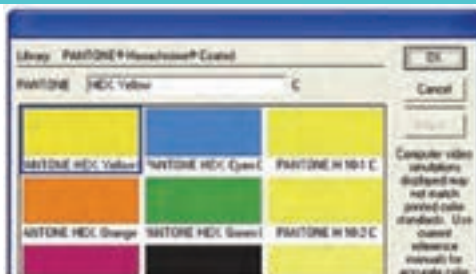 Library: PANTONE® Hexachrome® Coated
PANTONE HEX. Yellow C
OK
Cancel
PANTONE HEX. Yellow
PANTONE HEX. Cyan C
PANTONE H 10-1 C
PANTONE HEX. Orange
PANTONE HEX. Green C
PANTONE H 10-2 C
Computer video
simulations
displayed may
not match
printed color
standards. Use
current
reference
manuals for
accurate color